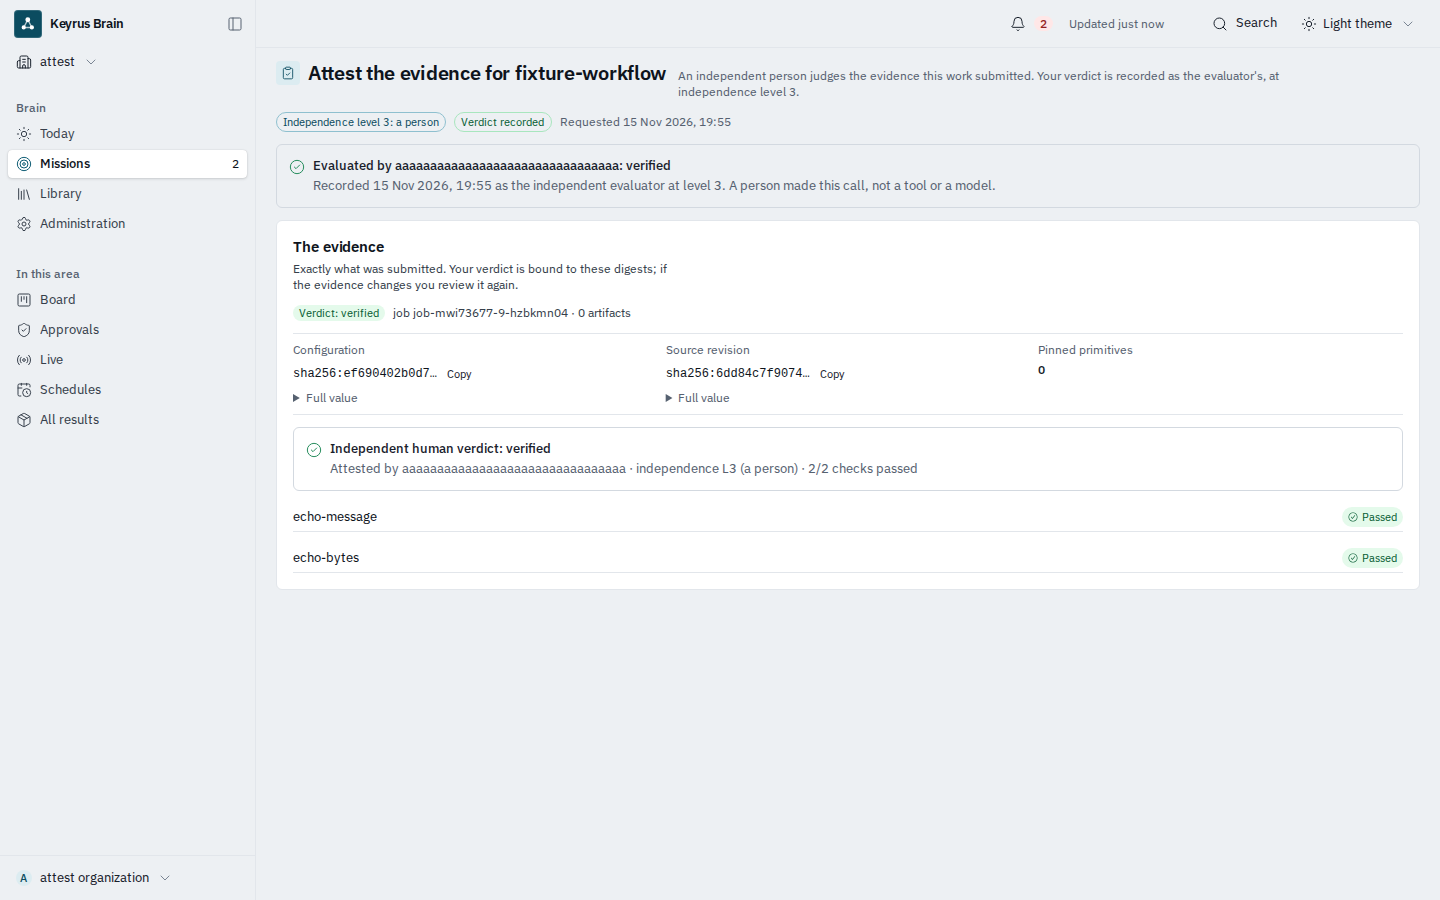 Keyrus Brain
2
Updated just now
Search
Light theme
attest
Brain
Today
Missions
2
Library
Administration
In this area
Board
Approvals
Live
Schedules
All results
A
attest organization
Attest the evidence for fixture-workflow
An independent person judges the evidence this work submitted. Your verdict is recorded as the evaluator's, at
independence level 3.
Independence level 3: a person
Verdict recorded
Requested 15 Nov 2026, 19:55
Evaluated by aaaaaaaaaaaaaaaaaaaaaaaaaaaaaaaa: verified
Recorded 15 Nov 2026, 19:55 as the independent evaluator at level 3. A person made this call, not a tool or a model.
The evidence
Exactly what was submitted. Your verdict is bound to these digests; if
the evidence changes you review it again.
Verdict: verified
job job-mwi73677-9-hzbkmn04 · 0 artifacts
Configuration
sha256:ef690402b0d7…
Copy
Full value
Source revision
sha256:6dd84c7f9074…
Copy
Full value
Pinned primitives
0
Independent human verdict: verified
Attested by aaaaaaaaaaaaaaaaaaaaaaaaaaaaaaaa · independence L3 (a person) · 2/2 checks passed
echo-message
Passed
echo-bytes
Passed